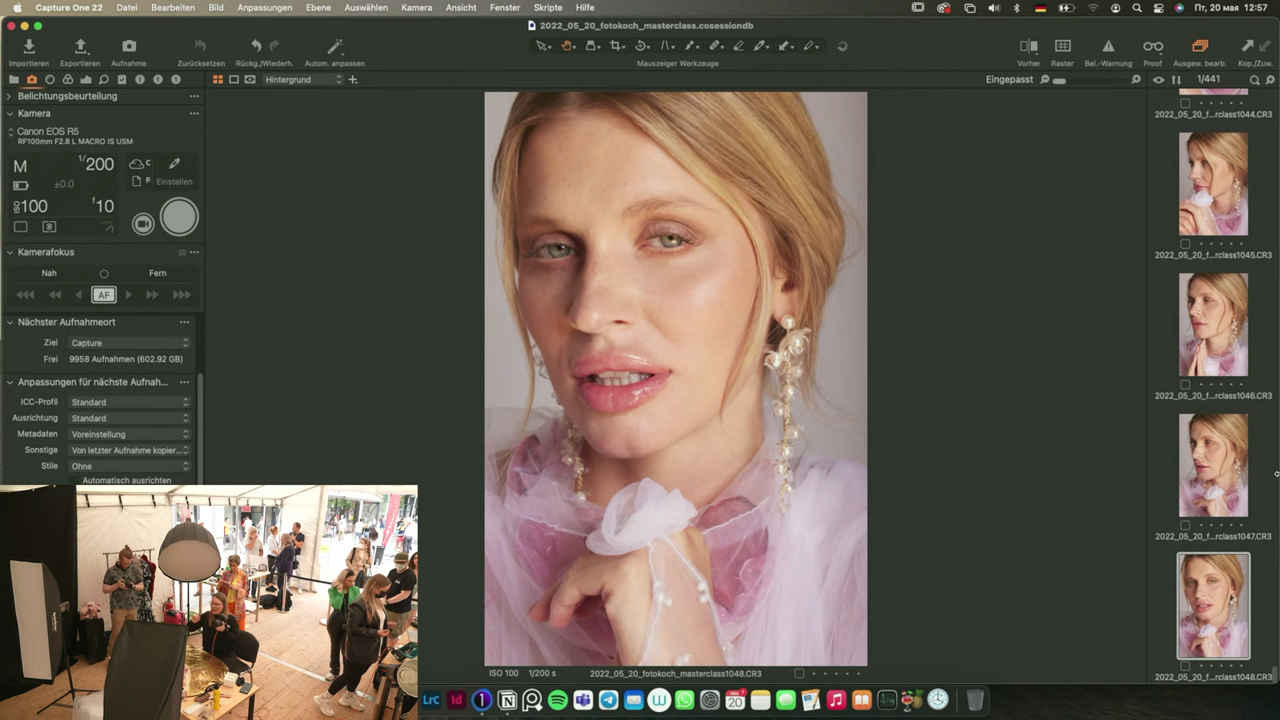 Capture One 22 Datei Bearbeiten Bild Anpassungen Ebene Auswählen Kamera Ansicht Fenster Skripte Hilfe Пт, 20 мая 12:57
2022_05_20_fotokoch_masterclass.cosessiondb
Importieren Exportieren Aufnahme Zurücksetzen Rückg./Wiederh. Autom. anpassen Mauszeiger Werkzeuge Vorher Raster Bel.-Warnung Proof Ausgew. bearb. Kop./Zuw.
Hintergrund Eingepasst 1/441
Belichtungsbeurteilung
Kamera
Canon EOS R5
RF100mm F2.8 L MACRO IS USM
M 1/200 C
±0.0 F Einstellen
ISO100 f10
Kamerafokus
Nah Fern
AF
Nächster Aufnahmeort
Ziel Capture
Frei 9958 Aufnahmen (602.92 GB)
Anpassungen für nächste Aufnah...
ICC-Profil Standard
Ausrichtung Standard
Metadaten Voreinstellung
Sonstige Von letzter Aufnahme kopier...
Stile Ohne
Automatisch ausrichten
2022_05_20_f...rclass1044.CR3
2022_05_20_f...rclass1045.CR3
2022_05_20_f...rclass1046.CR3
2022_05_20_f...rclass1047.CR3
2022_05_20_f...rclass1048.CR3
ISO 100 1/200 s 2022_05_20_fotokoch_masterclass1048.CR3
Lrc Id 1 20